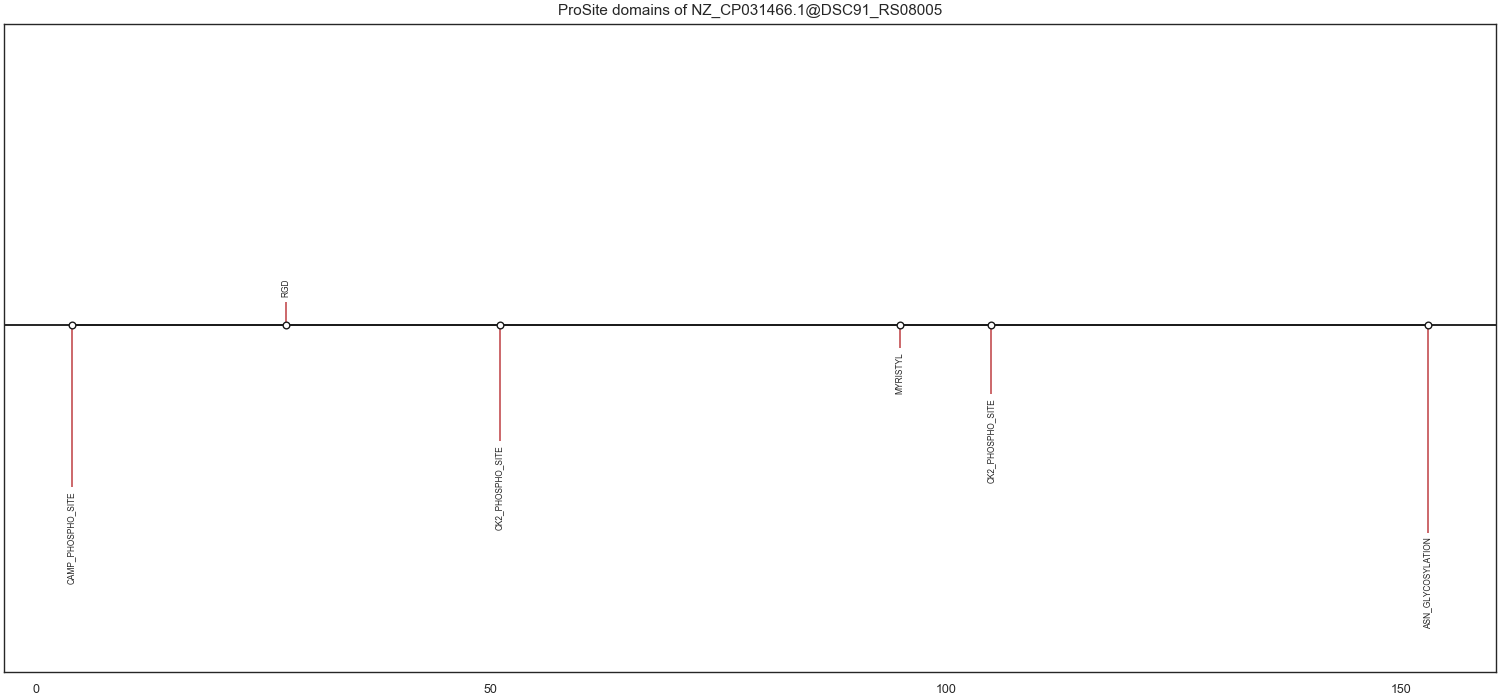 ProSite domains of NZ_CP031466.1@DSC91_RS08005
RGD
MYRISTYL
CK2_PHOSPHO_SITE
CK2_PHOSPHO_SITE
CAMP_PHOSPHO_SITE
ASN_GLYCOSYLATION
0 50 100 150